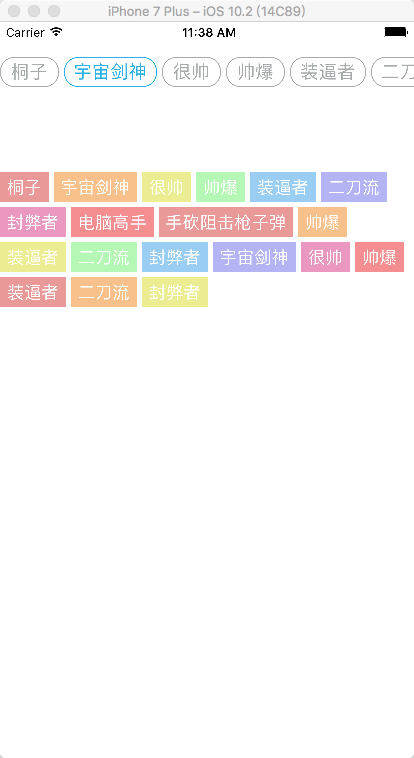 iPhone 7 Plus – iOS 10.2 (14C89)
Carrier 11:38 AM
桐子 宇宙剑神 很帅 帅爆 装逼者 二刀
桐子 宇宙剑神 很帅 帅爆 装逼者 二刀流
封弊者 电脑高手 手砍阻击枪子弹 帅爆
装逼者 二刀流 封弊者 宇宙剑神 很帅 帅爆
装逼者 二刀流 封弊者